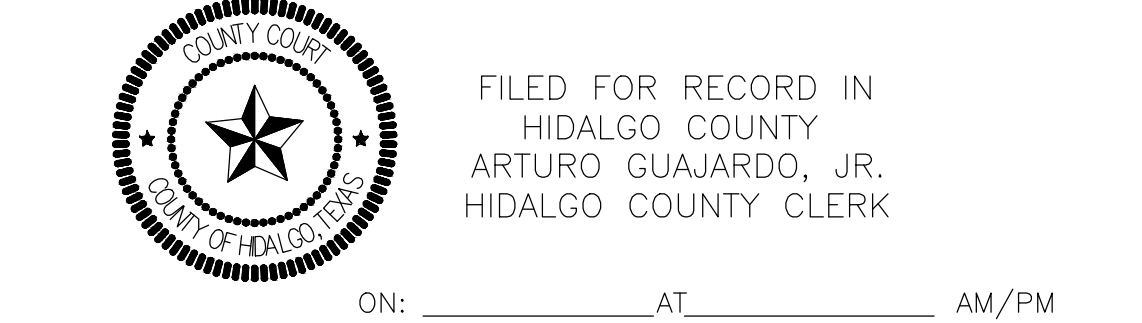 COUNTY COURT
COUNTY OF HIDALGO, TEXAS
FILED FOR RECORD IN
HIDALGO COUNTY
ARTURO GUAJARDO, JR.
HIDALGO COUNTY CLERK
ON: ____________________AT______________________ AM/PM